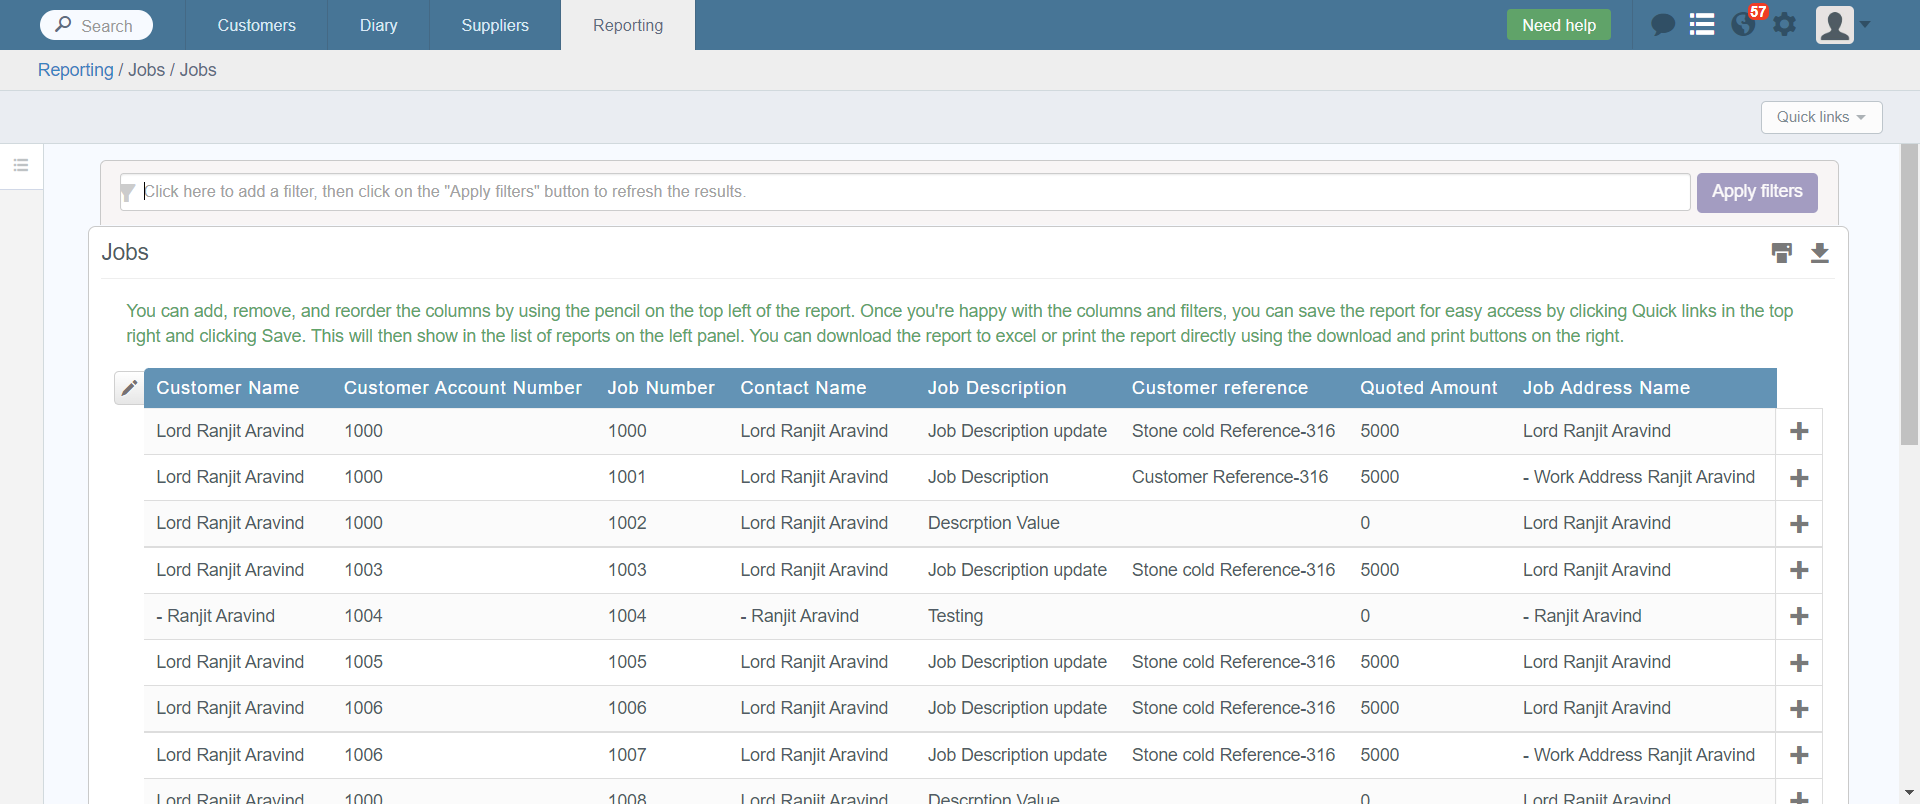 Search
Customers
Diary
Suppliers
Reporting
Need help
57
Reporting / Jobs / Jobs
Quick links
Click here to add a filter, then click on the "Apply filters" button to refresh the results.
Apply filters
Jobs
You can add, remove, and reorder the columns by using the pencil on the top left of the report. Once you're happy with the columns and filters, you can save the report for easy access by clicking Quick links in the top
right and clicking Save. This will then show in the list of reports on the left panel. You can download the report to excel or print the report directly using the download and print buttons on the right.
Customer Name Customer Account Number Job Number Contact Name Job Description Customer reference Quoted Amount Job Address Name
Lord Ranjit Aravind 1000 1000 Lord Ranjit Aravind Job Description update Stone cold Reference-316 5000 Lord Ranjit Aravind
Lord Ranjit Aravind 1000 1001 Lord Ranjit Aravind Job Description Customer Reference-316 5000 - Work Address Ranjit Aravind
Lord Ranjit Aravind 1000 1002 Lord Ranjit Aravind Descrption Value 0 Lord Ranjit Aravind
Lord Ranjit Aravind 1003 1003 Lord Ranjit Aravind Job Description update Stone cold Reference-316 5000 Lord Ranjit Aravind
- Ranjit Aravind 1004 1004 - Ranjit Aravind Testing 0 - Ranjit Aravind
Lord Ranjit Aravind 1005 1005 Lord Ranjit Aravind Job Description update Stone cold Reference-316 5000 Lord Ranjit Aravind
Lord Ranjit Aravind 1006 1006 Lord Ranjit Aravind Job Description update Stone cold Reference-316 5000 Lord Ranjit Aravind
Lord Ranjit Aravind 1006 1007 Lord Ranjit Aravind Job Description update Stone cold Reference-316 5000 - Work Address Ranjit Aravind
Lord Ranjit Aravind 1000 1008 Lord Ranjit Aravind Descrption Value 0 Lord Ranjit Aravind